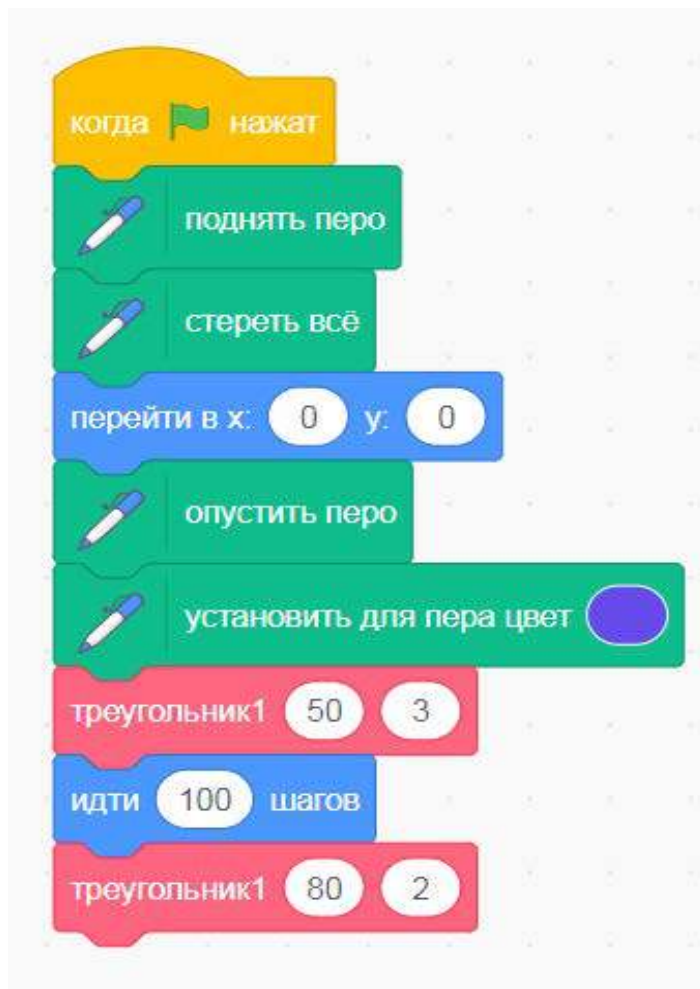 когда нажат
поднять перо
стереть всё
перейти в x: 0 y: 0
опустить перо
установить для пера цвет
треугольник1 50 3
идти 100 шагов
треугольник1 80 2